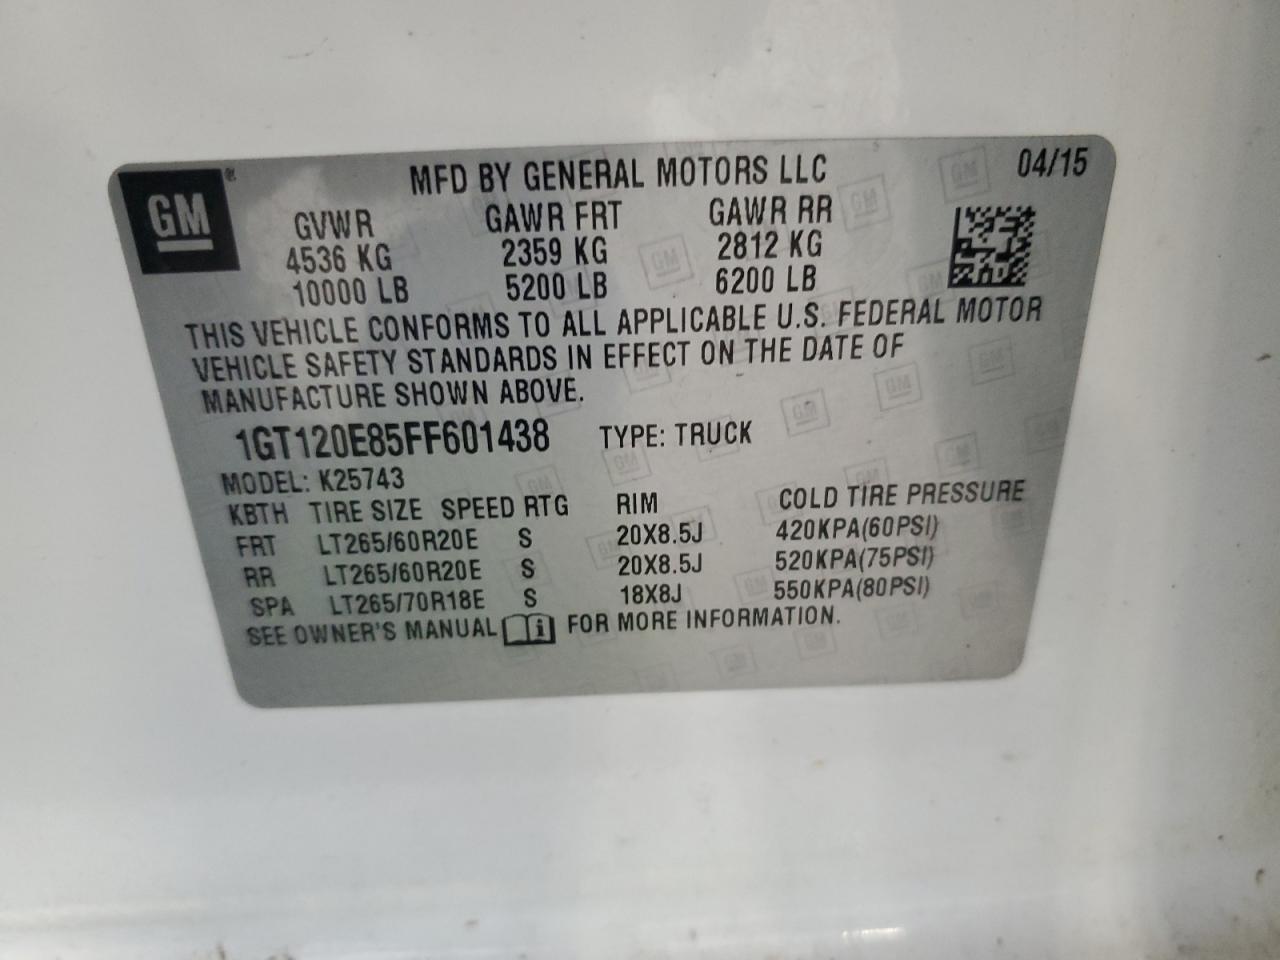 GM®
MFD BY GENERAL MOTORS LLC 04/15
GVWR GAWR FRT GAWR RR
4536 KG 2359 KG 2812 KG
10000 LB 5200 LB 6200 LB
THIS VEHICLE CONFORMS TO ALL APPLICABLE U.S. FEDERAL MOTOR
VEHICLE SAFETY STANDARDS IN EFFECT ON THE DATE OF
MANUFACTURE SHOWN ABOVE.
1GT120E85FF601438 TYPE: TRUCK
MODEL: K25743
KBTH TIRE SIZE SPEED RTG RIM COLD TIRE PRESSURE
FRT LT265/60R20E S 20X8.5J 420KPA(60PSI)
RR LT265/60R20E S 20X8.5J 520KPA(75PSI)
SPA LT265/70R18E S 18X8J 550KPA(80PSI)
SEE OWNER'S MANUAL i FOR MORE INFORMATION.